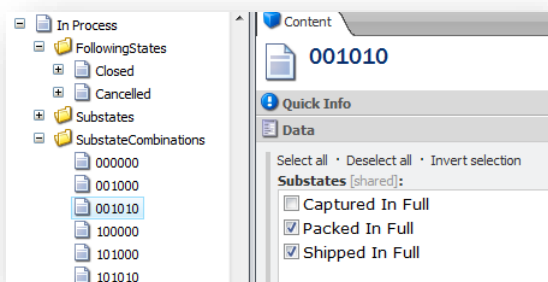 In Process
FollowingStates
Closed
Cancelled
Substates
SubstateCombinations
000000
001000
001010
100000
101000
101010
Content
001010
Quick Info
Data
Select all · Deselect all · Invert selection
Substates [shared]:
Captured In Full
Packed In Full
Shipped In Full